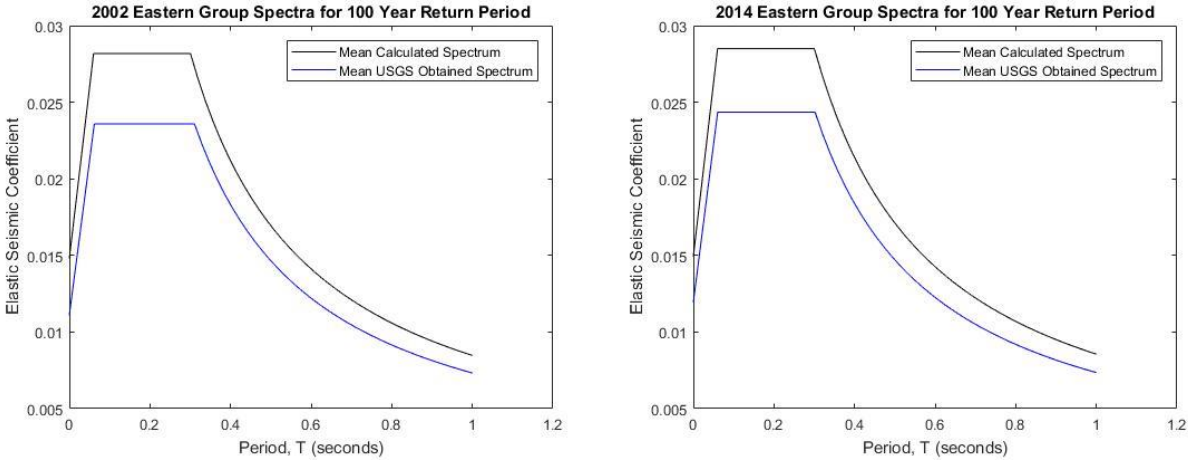 2002 Eastern Group Spectra for 100 Year Return Period
0.03
0.025
0.02
0.015
0.01
0.005
Elastic Seismic Coefficient
Mean Calculated Spectrum
Mean USGS Obtained Spectrum
0 0.2 0.4 0.6 0.8 1 1.2
Period, T (seconds)
2014 Eastern Group Spectra for 100 Year Return Period
0.03
0.025
0.02
0.015
0.01
0.005
Elastic Seismic Coefficient
Mean Calculated Spectrum
Mean USGS Obtained Spectrum
0 0.2 0.4 0.6 0.8 1 1.2
Period, T (seconds)